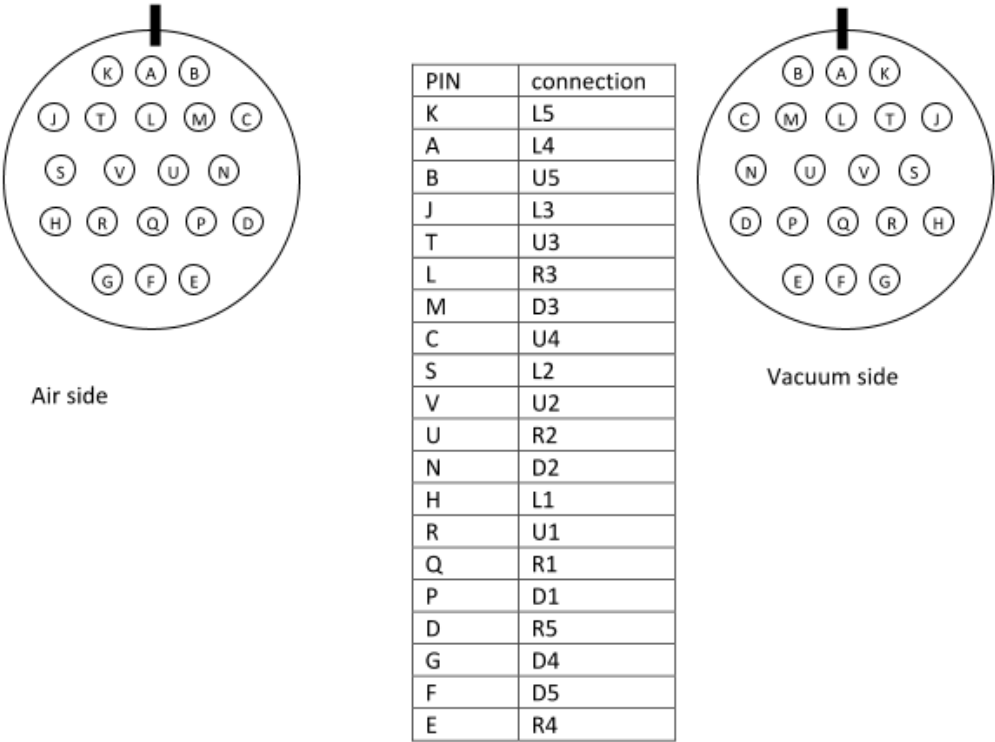 K A B
J T L M C
S V U N
H R Q P D
G F E
Air side
PIN connection
K L5
A L4
B U5
J L3
T U3
L R3
M D3
C U4
S L2
V U2
U R2
N D2
H L1
R U1
Q R1
P D1
D R5
G D4
F D5
E R4
B A K
C M L T J
N U V S
D P Q R H
E F G
Vacuum side